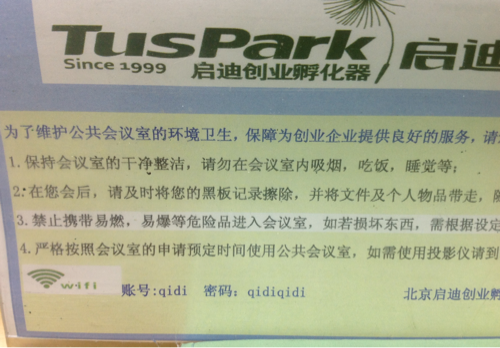 TusPark
Since 1999 启迪创业孵化器 启迪
为了维护公共会议室的环境卫生，保障为创业企业提供良好的服务，请
1.保持会议室的干净整洁，请勿在会议室内吸烟，吃饭，睡觉等；
2.在您会后，请及时将您的黑板记录擦除，并将文件及个人物品带走，
3.禁止携带易燃，易爆等危险品进入会议室，如若损坏东西，需根据设定
4.严格按照会议室的申请预定时间使用公共会议室，如需使用投影仪请到
wifi 账号:qidi 密码：qidiqidi 北京启迪创业孵